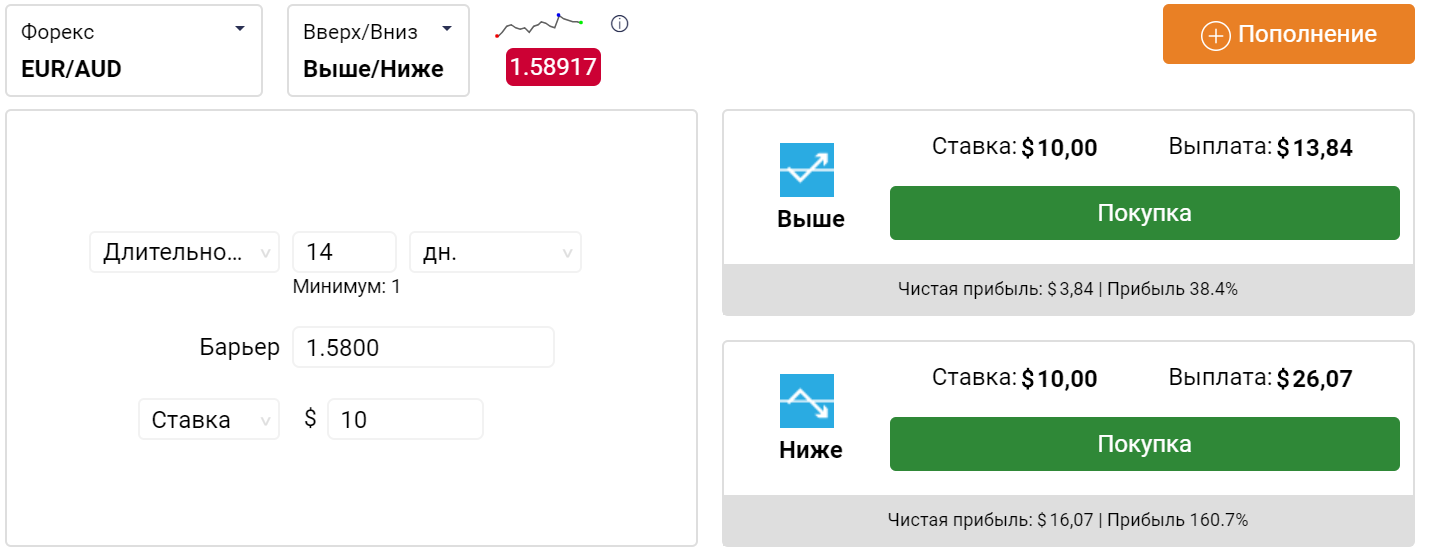 Форекс
EUR/AUD
Вверх/Вниз
Выше/Ниже
1.58917
Пополнение
Длительно...
14
дн.
Минимум: 1
Барьер
1.5800
Ставка
$
10
Выше
Ставка: $10,00
Выплата: $13,84
Покупка
Чистая прибыль: $3,84 | Прибыль 38.4%
Ниже
Ставка: $10,00
Выплата: $26,07
Покупка
Чистая прибыль: $16,07 | Прибыль 160.7%